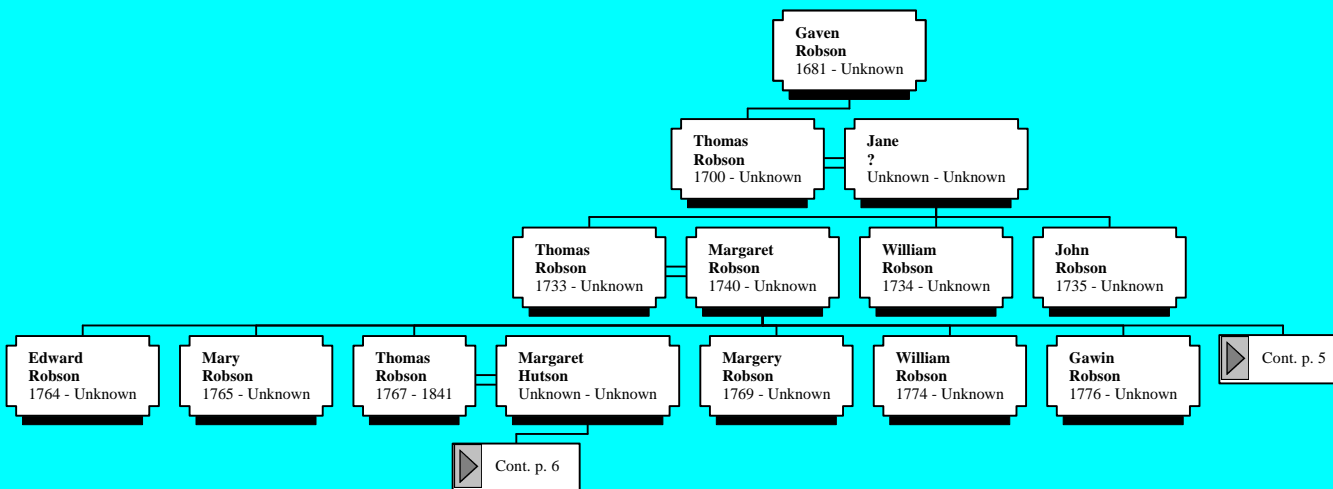 Gaven
Robson
1681 - Unknown
Thomas
Robson
1700 - Unknown
Jane
?
Unknown - Unknown
Thomas
Robson
1733 - Unknown
Margaret
Robson
1740 - Unknown
William
Robson
1734 - Unknown
John
Robson
1735 - Unknown
Edward
Robson
1764 - Unknown
Mary
Robson
1765 - Unknown
Thomas
Robson
1767 - 1841
Margaret
Hutson
Unknown - Unknown
Margery
Robson
1769 - Unknown
William
Robson
1774 - Unknown
Gawin
Robson
1776 - Unknown
Cont. p. 5
Cont. p. 6